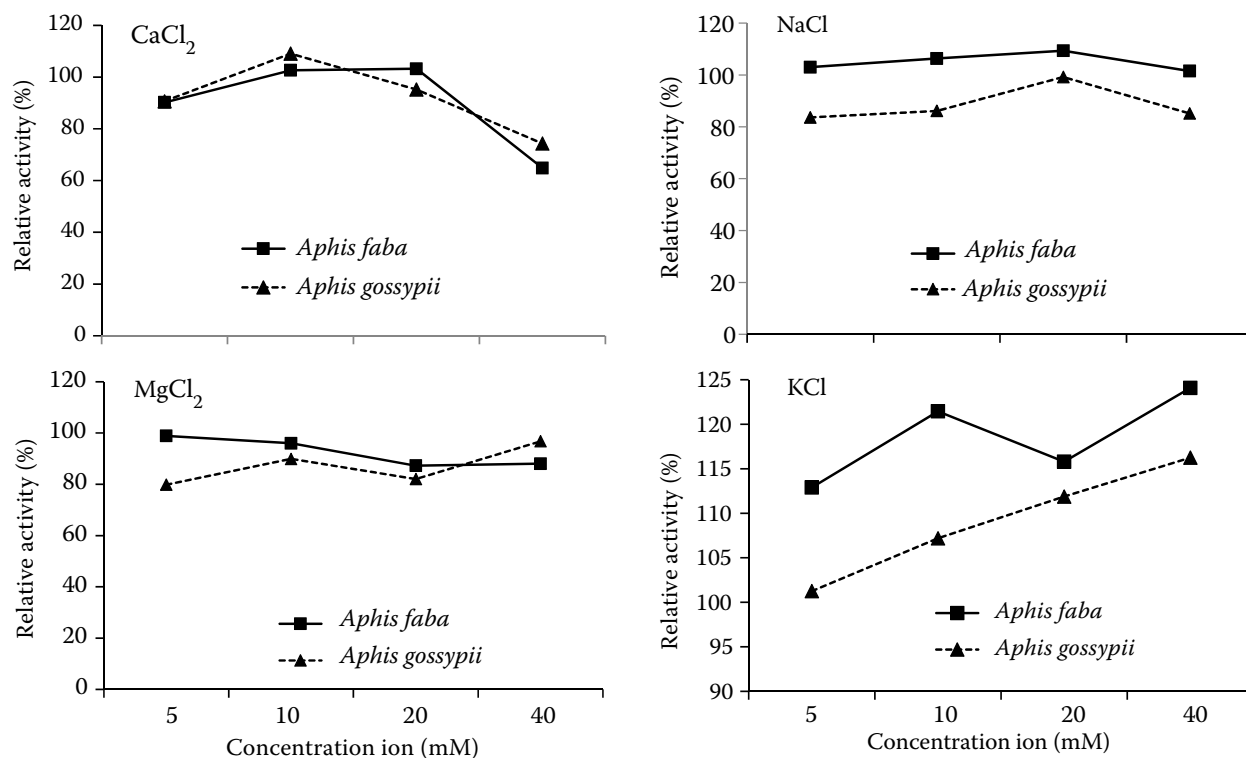 CaCl₂
Relative activity (%)
120
100
80
60
40
20
0
Aphis faba
Aphis gossypii
NaCl
Relative activity (%)
120
100
80
60
40
20
0
Aphis faba
Aphis gossypii
MgCl₂
Relative activity (%)
120
100
80
60
40
20
0
Aphis faba
Aphis gossypii
5 10 20 40
Concentration ion (mM)
KCl
Relative activity (%)
125
120
115
110
105
100
95
90
Aphis faba
Aphis gossypii
5 10 20 40
Concentration ion (mM)